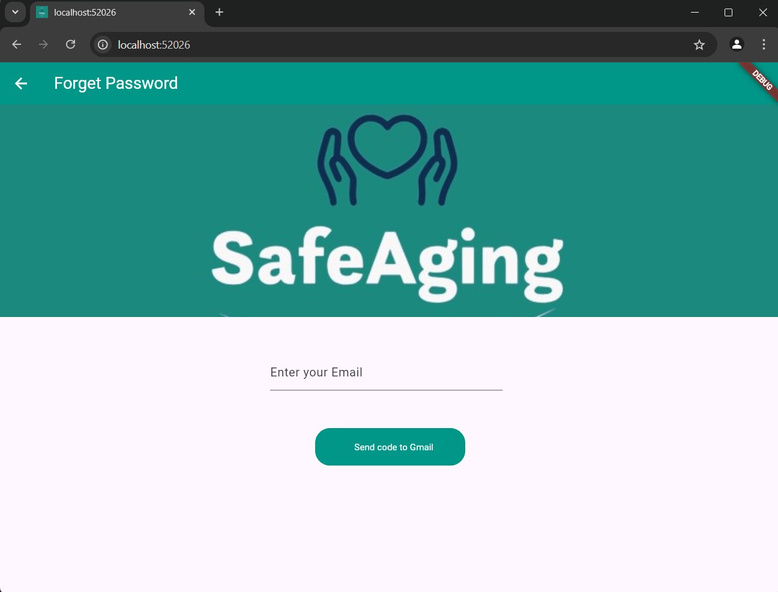 localhost:52026
localhost:52026
Forget Password
DEBUG
SafeAging
Enter your Email
Send code to Gmail